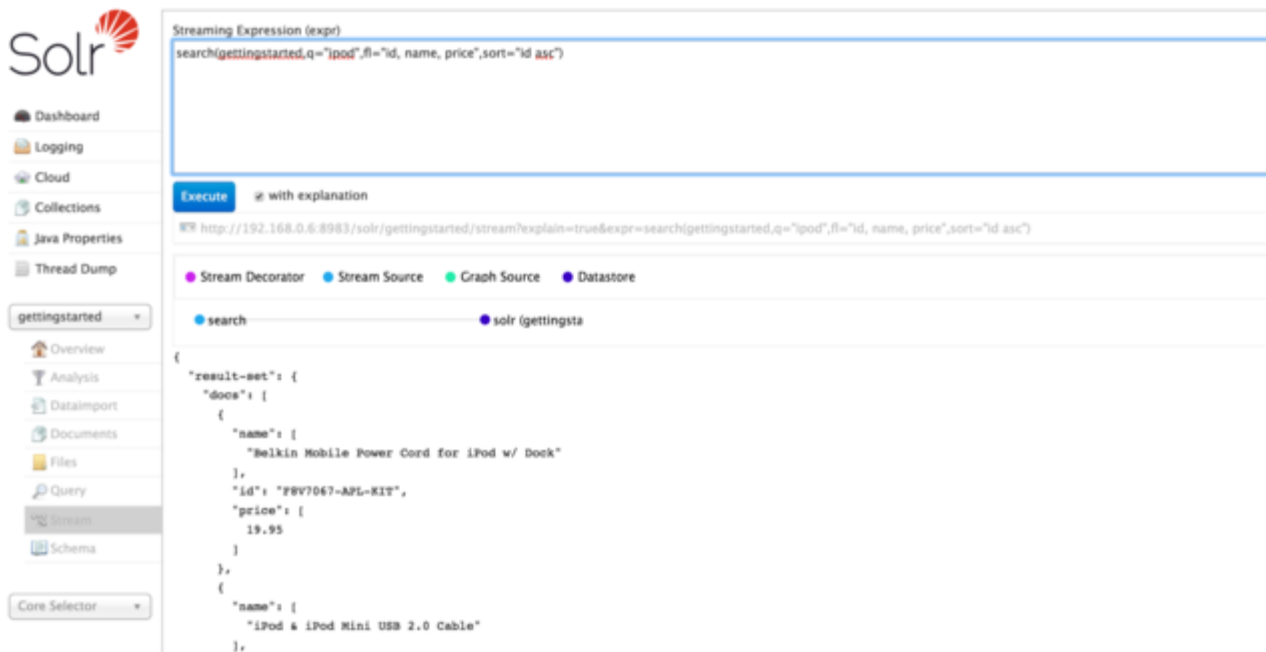 Solr
Dashboard
Logging
Cloud
Collections
Java Properties
Thread Dump
gettingstarted
Overview
Analysis
Dataimport
Documents
Files
Query
Stream
Schema
Core Selector
Streaming Expression (expr)
search(gettingstarted,q="ipod",fl="id, name, price",sort="id asc")
Execute with explanation
http://192.168.0.6:8983/solr/gettingstarted/stream?explain=true&expr=search(gettingstarted,q="ipod",fl="id, name, price",sort="id asc")
Stream Decorator Stream Source Graph Source Datastore
search solr (gettingsta
{
"result-set": {
"docs": [
{
"name": [
"Belkin Mobile Power Cord for iPod w/ Dock"
],
"id": "F8V7067-APL-KIT",
"price": [
19.95
]
},
{
"name": [
"iPod & iPod Mini USB 2.0 Cable"
],